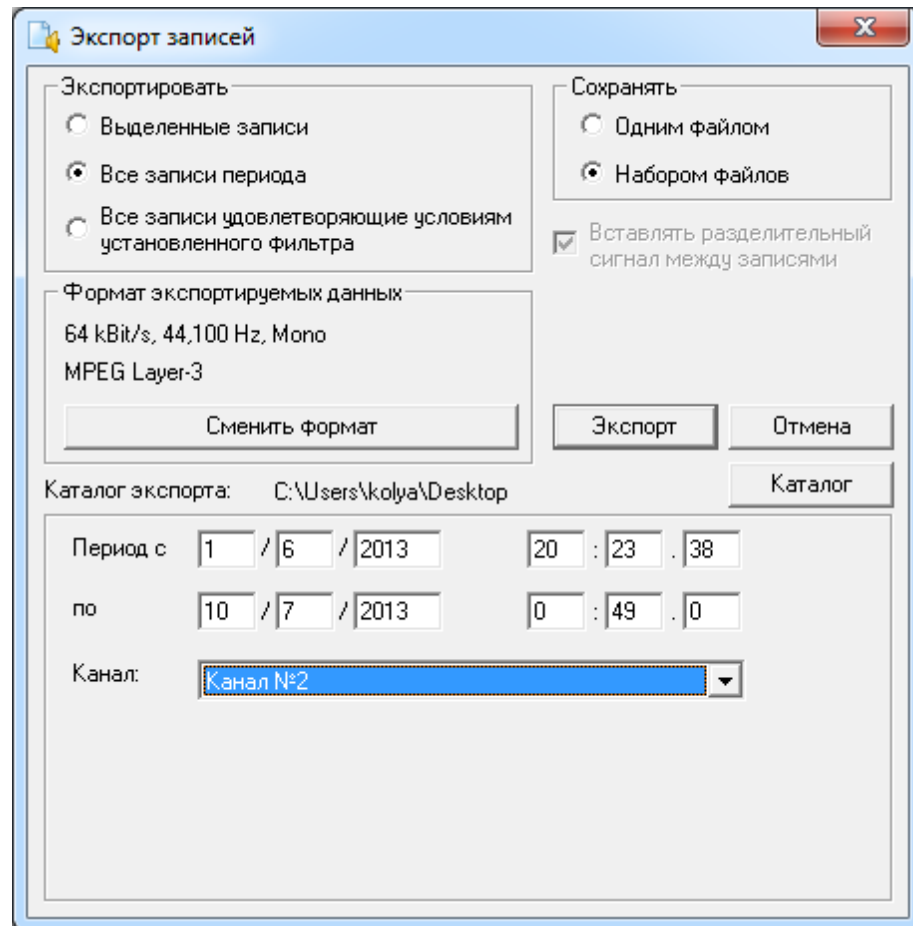 Экспорт записей
Экспортировать
Выделенные записи
Все записи периода
Все записи удовлетворяющие условиям
установленного фильтра
Сохранять
Одним файлом
Набором файлов
Вставлять разделительный
сигнал между записями
Формат экспортируемых данных
64 kBit/s, 44,100 Hz, Mono
MPEG Layer-3
Сменить формат
Экспорт
Отмена
Каталог экспорта: C:\Users\kolya\Desktop
Каталог
Период с 1 / 6 / 2013 20 : 23 . 38
по 10 / 7 / 2013 0 : 49 . 0
Канал: Канал №2